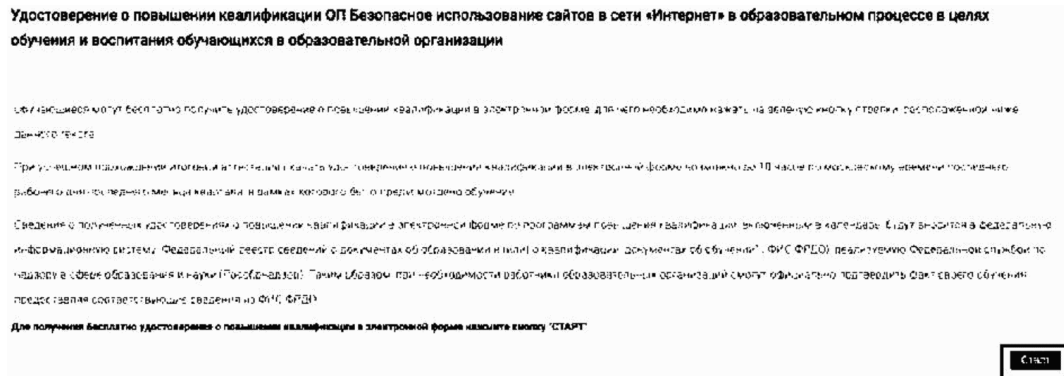 Удостоверение о повышении квалификации ОП Безопасное использование сайтов в сети «Интернет» в образовательном процессе в целях
обучения и воспитания обучающихся в образовательной организации
Обучающиеся могут бесплатно получить удостоверение о повышении квалификации в электронной форме, для чего необходимо нажать на зеленую кнопку стрелки, расположенной ниже
данного текста
При успешном прохождении итоговой аттестации скачать удостоверение о повышении квалификации в электронной форме возможно до 10 часов по московскому времени последнего
рабочего дня последнего месяца квартала, в рамках которого было предусмотрено обучение
Сведения о полученных удостоверениях о повышении квалификации в электронной форме по программам повышения квалификации, включенным в календарь, будут вносится в федеральную
информационную систему "Федеральный реестр сведений о документах об образовании и (или) о квалификации, документах об обучении" (ФИС ФРДО), реализуемую Федеральной службой по
надзору в сфере образования и науки (Рособрнадзор). Таким образом, при необходимости работники образовательных организаций смогут официально подтвердить факт своего обучения,
предоставляя соответствующие сведения из ФИС ФРДО
Для получения бесплатно удостоверения о повышении квалификации в электронной форме нажмите кнопку "СТАРТ"
Старт